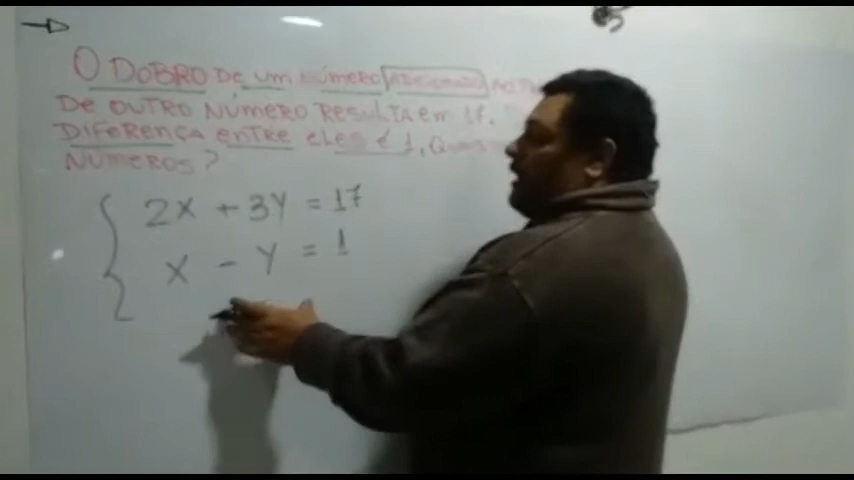 O DOBRO DE um NÚMERO ADICIONADO AO
DE OUTRO NÚMERO ResulTA em 17.
DIFERENÇA entre eles é 1, Quais
NÚMEROS?
2X + 3Y = 17
X - Y = 1